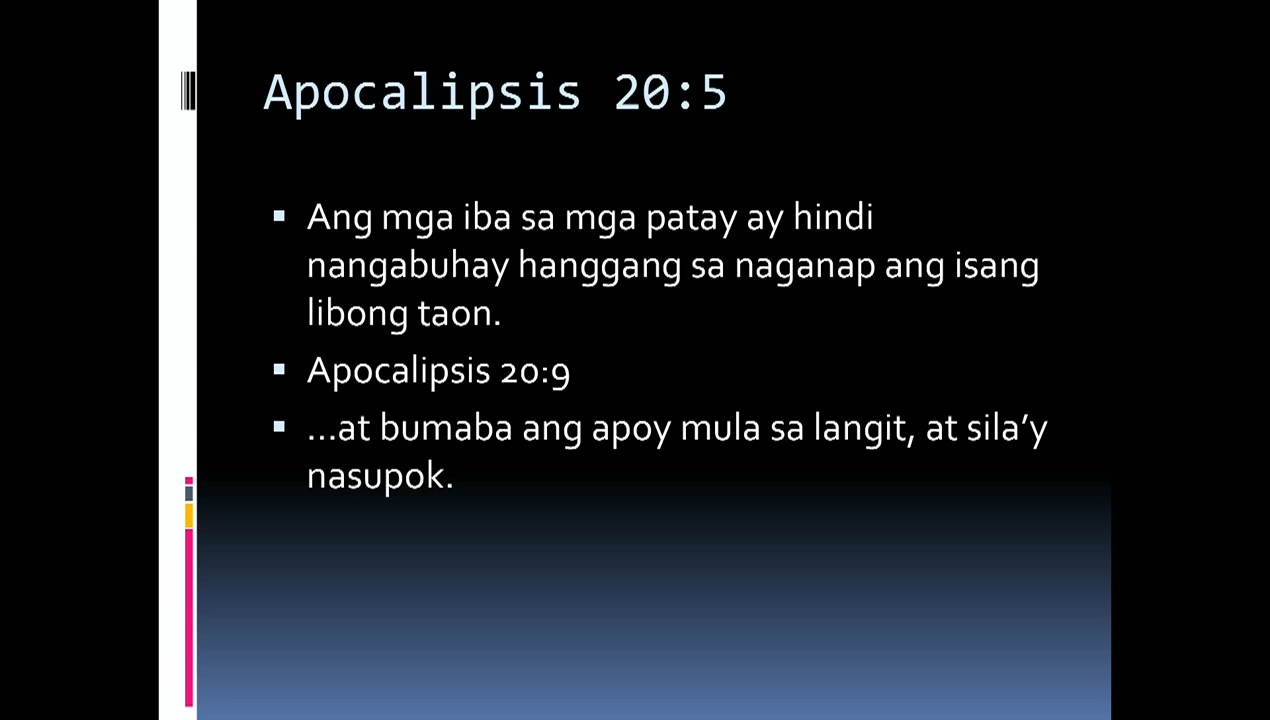 Apocalipsis 20:5
▪ Ang mga iba sa mga patay ay hindi
nangabuhay hanggang sa naganap ang isang
libong taon.
▪ Apocalipsis 20:9
▪ …at bumaba ang apoy mula sa langit, at sila’y
nasupok.